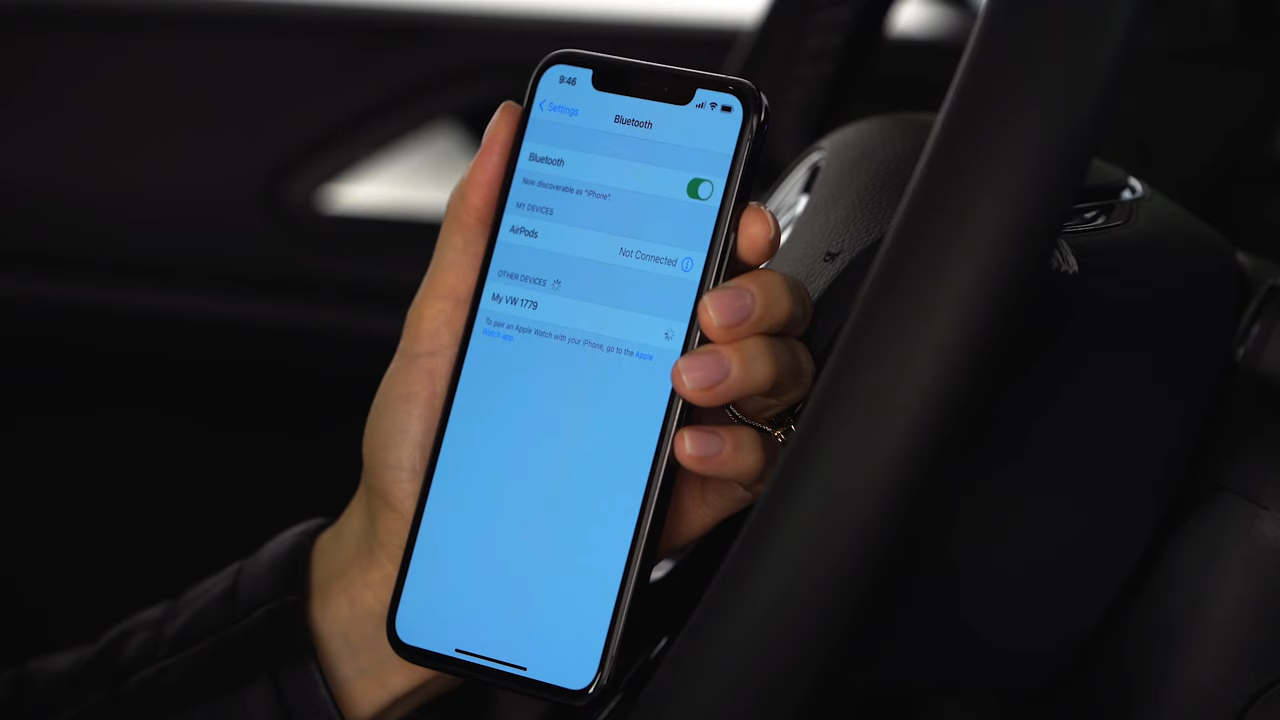 9:46
Settings
Bluetooth
Bluetooth
Now discoverable as "iPhone".
MY DEVICES
AirPods
Not Connected
OTHER DEVICES
My VW 1779
To pair an Apple Watch with your iPhone, go to the Apple
Watch app.